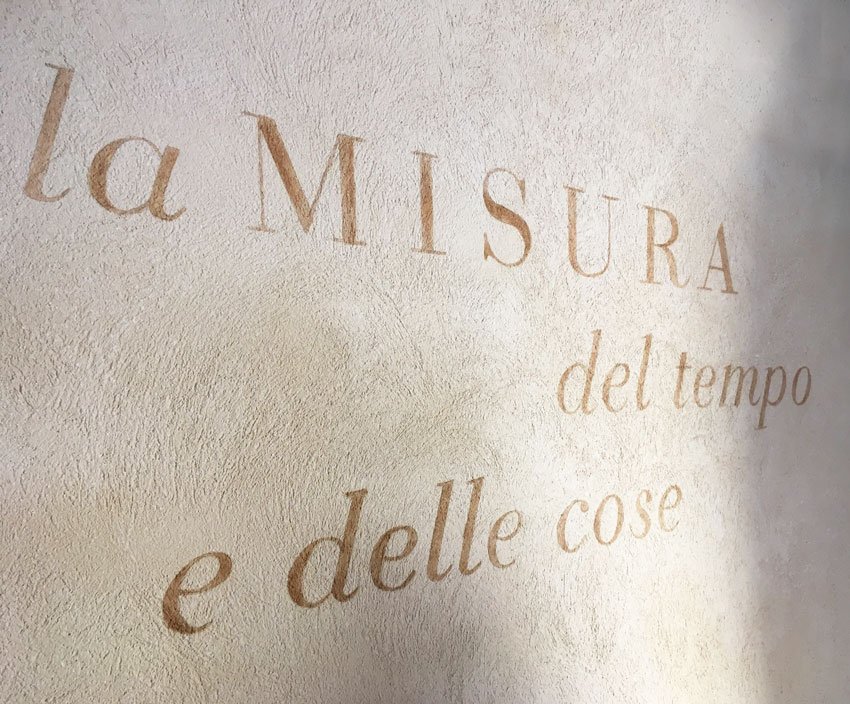 la MISURA
del tempo
e delle cose